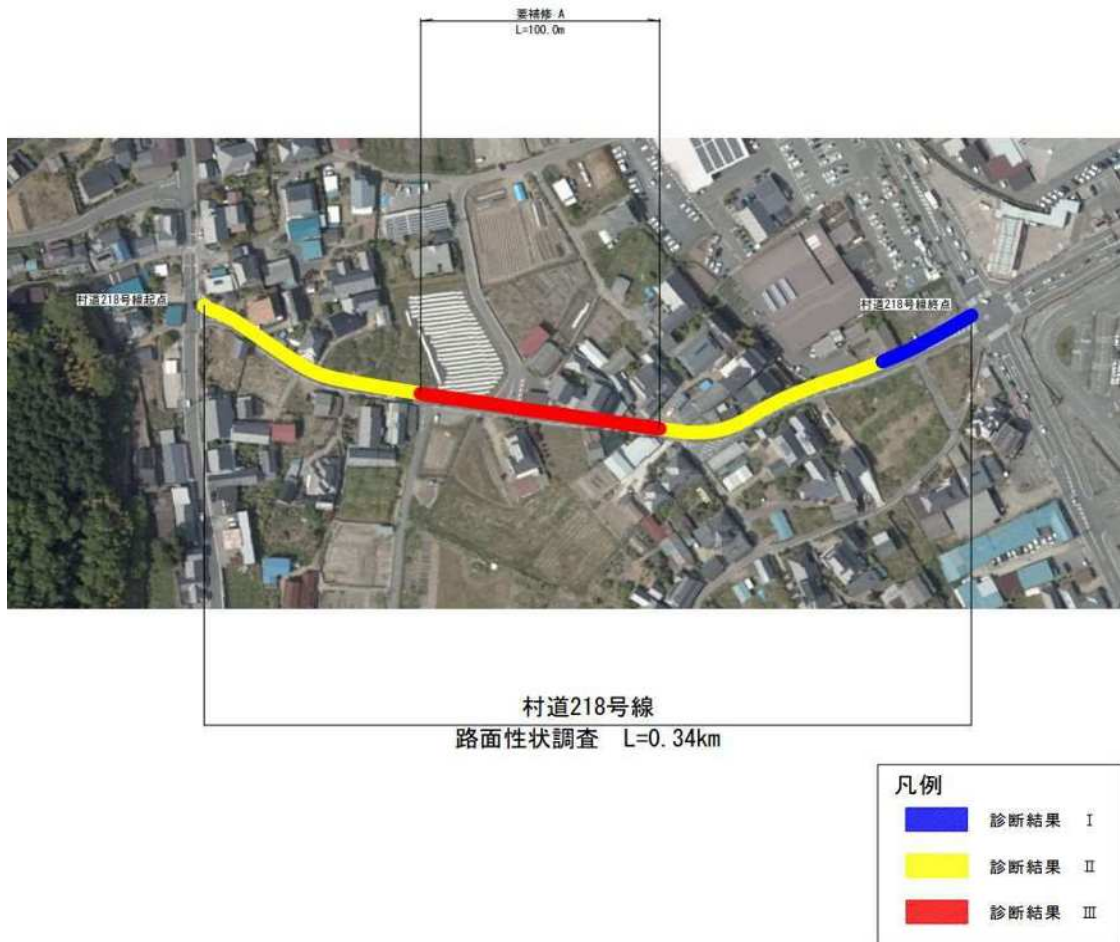 要補修 A
L=100.0m
村道218号線起点
村道218号線終点
村道218号線
路面性状調査 L=0.34km
凡例
診断結果 Ⅰ
診断結果 Ⅱ
診断結果 Ⅲ